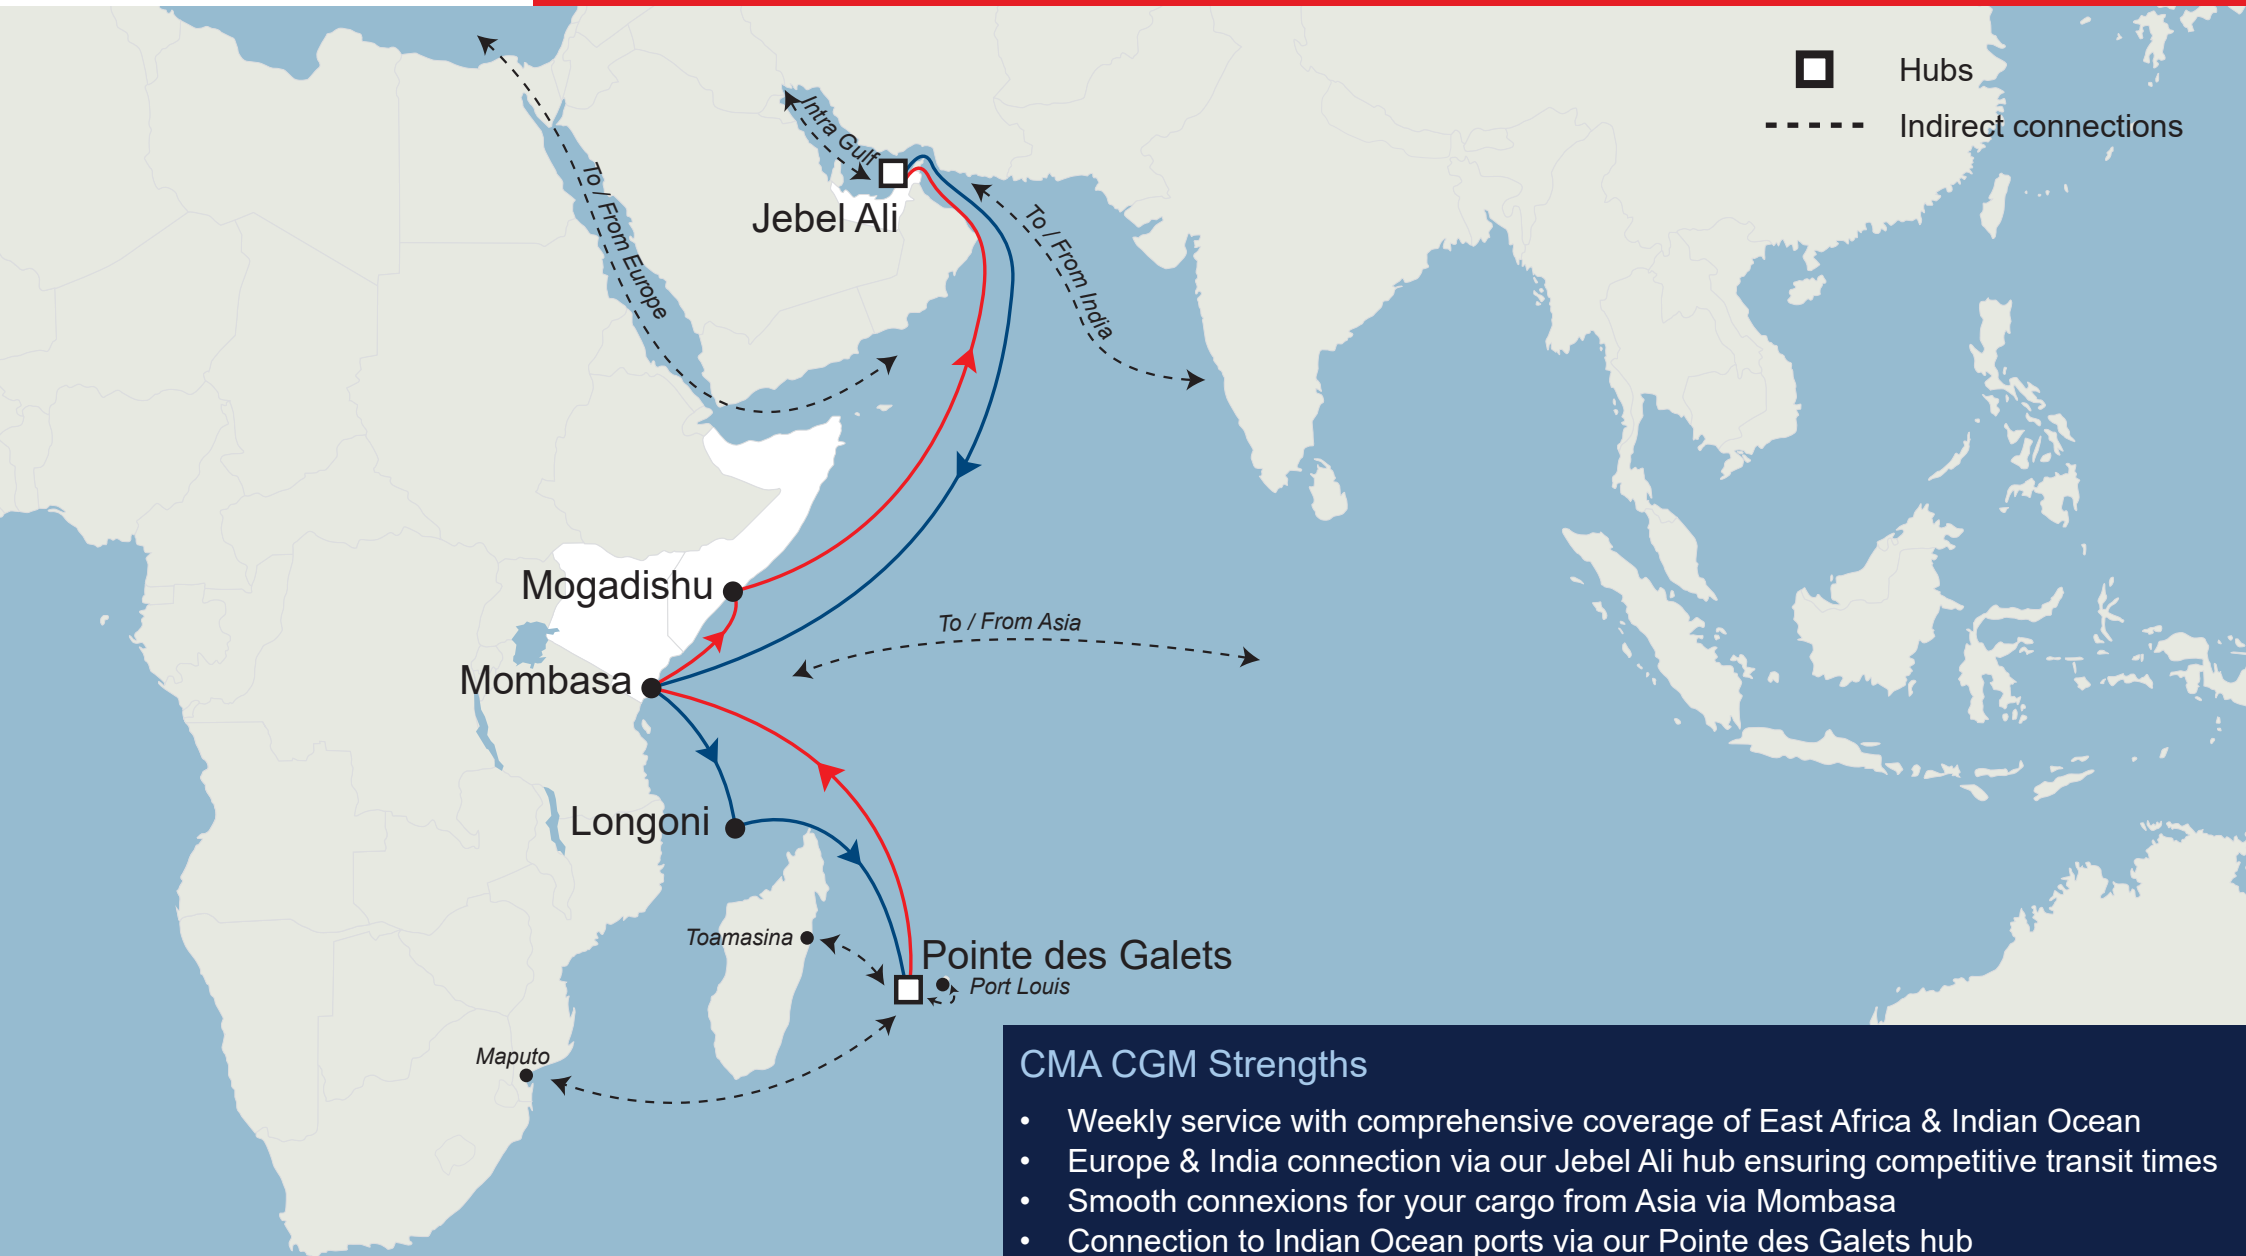 Hubs
Indirect connections
Intra Gulf
To / From Europe
Jebel Ali
To / From India
Mogadishu
To / From Asia
Mombasa
Longoni
Toamasina
Pointe des Galets
Port Louis
Maputo
CMA CGM Strengths
• Weekly service with comprehensive coverage of East Africa & Indian Ocean
• Europe & India connection via our Jebel Ali hub ensuring competitive transit times
• Smooth connexions for your cargo from Asia via Mombasa
• Connection to Indian Ocean ports via our Pointe des Galets hub